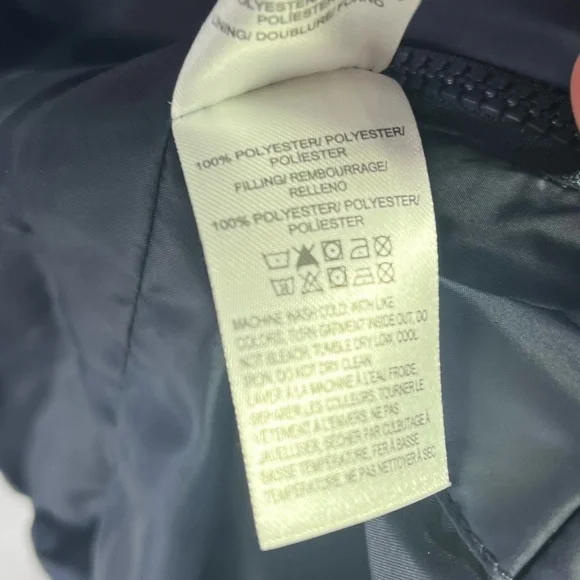 POLIESTER/FORRO
LINING/ DOUBLURE/
100% POLYESTER/ POLYESTER/
POLÍESTER
FILLING/ REMBOURRAGE/
RELLENO
100% POLYESTER/ POLYESTER/
POLÍESTER
MACHINE WASH COLD, WITH LIKE
COLORS, TURN GARMENT INSIDE OUT, DO
NOT BLEACH, TUMBLE DRY LOW, COOL
IRON, DO NOT DRY CLEAN
LAVER À LA MACHINE À L'EAU FROIDE,
SÉPARER LES COULEURS, TOURNER LE
VÊTEMENT À L'ENVERS, NE PAS
JAVELLISER, SÉCHER PAR CULBUTAGE À
BASSE TEMPÉRATURE, FER À BASSE
TEMPÉRATURE, NE PAS NETTOYER À SEC